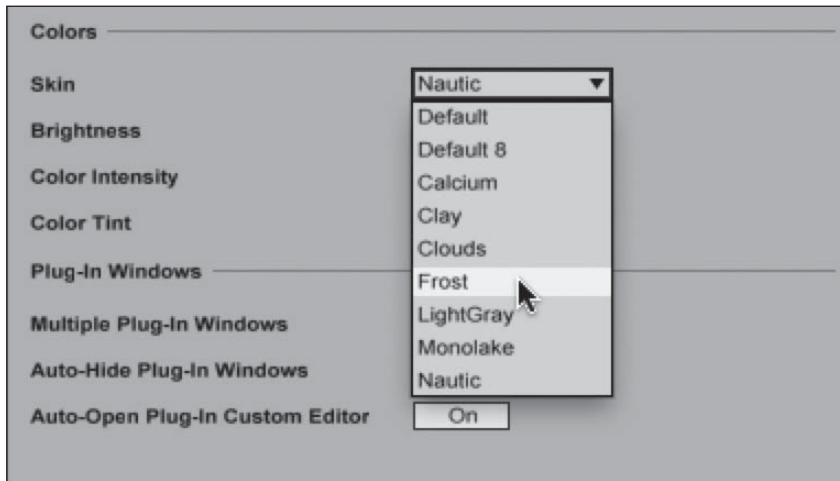 Colors
Skin
Nautic
Default
Brightness
Default 8
Color Intensity
Calcium
Clay
Color Tint
Clouds
Plug-In Windows
Frost
LightGray
Multiple Plug-In Windows
Monolake
Auto-Hide Plug-In Windows
Nautic
Auto-Open Plug-In Custom Editor
On